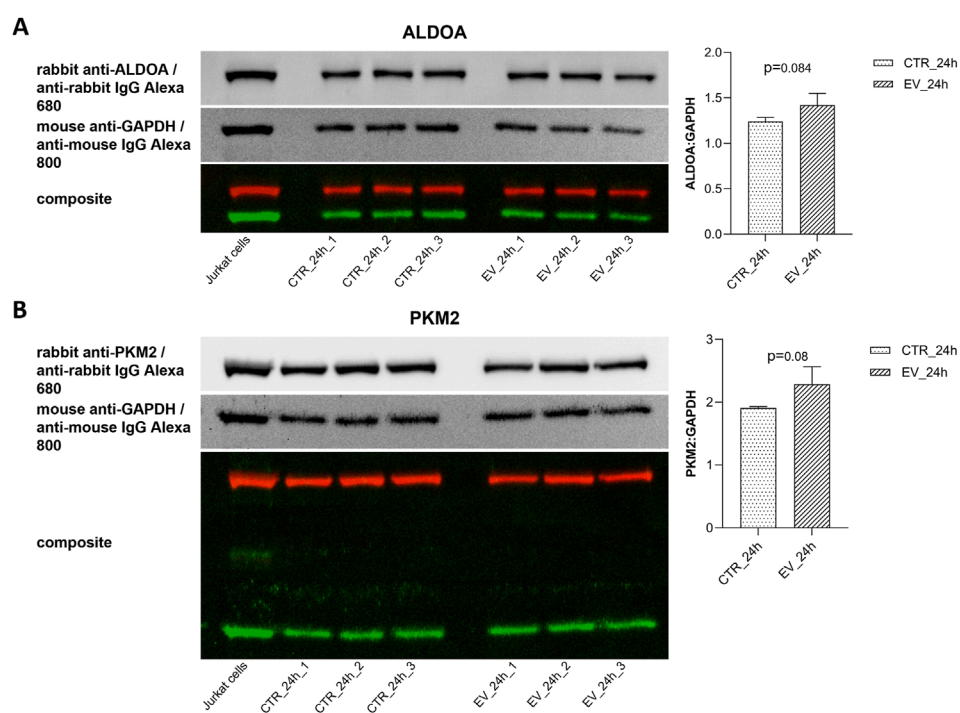 A
ALDOA
rabbit anti-ALDOA /
anti-rabbit IgG Alexa
680
mouse anti-GAPDH /
anti-mouse IgG Alexa
800
composite
Jurkat cells
CTR_24h_1
CTR_24h_2
CTR_24h_3
EV_24h_1
EV_24h_2
EV_24h_3
2.0
1.5
1.0
0.5
0.0
ALDOA:GAPDH
p=0.084
CTR_24h
EV_24h
CTR_24h
EV_24h
B
PKM2
rabbit anti-PKM2 /
anti-rabbit IgG Alexa
680
mouse anti-GAPDH /
anti-mouse IgG Alexa
800
composite
Jurkat cells
CTR_24h_1
CTR_24h_2
CTR_24h_3
EV_24h_1
EV_24h_2
EV_24h_3
3
2
1
0
PKM2:GAPDH
p=0.08
CTR_24h
EV_24h
CTR_24h
EV_24h